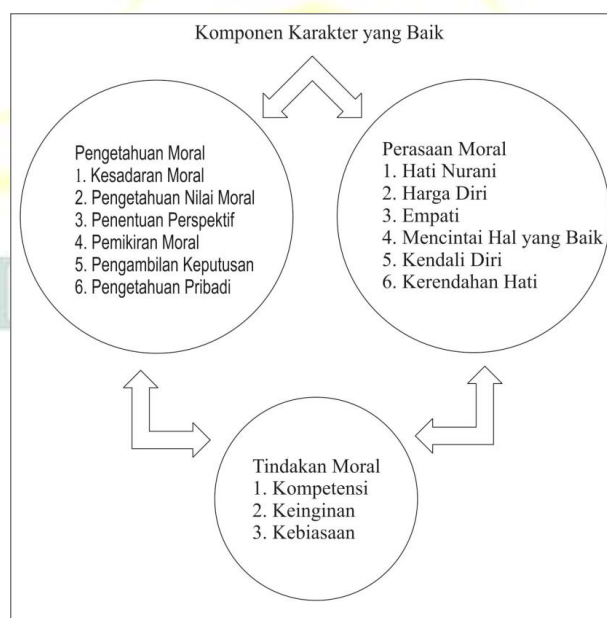 Komponen Karakter yang Baik
Pengetahuan Moral
1. Kesadaran Moral
2. Pengetahuan Nilai Moral
3. Penentuan Perspektif
4. Pemikiran Moral
5. Pengambilan Keputusan
6. Pengetahuan Pribadi
Perasaan Moral
1. Hati Nurani
2. Harga Diri
3. Empati
4. Mencintai Hal yang Baik
5. Kendali Diri
6. Kerendahan Hati
Tindakan Moral
1. Kompetensi
2. Keinginan
3. Kebiasaan